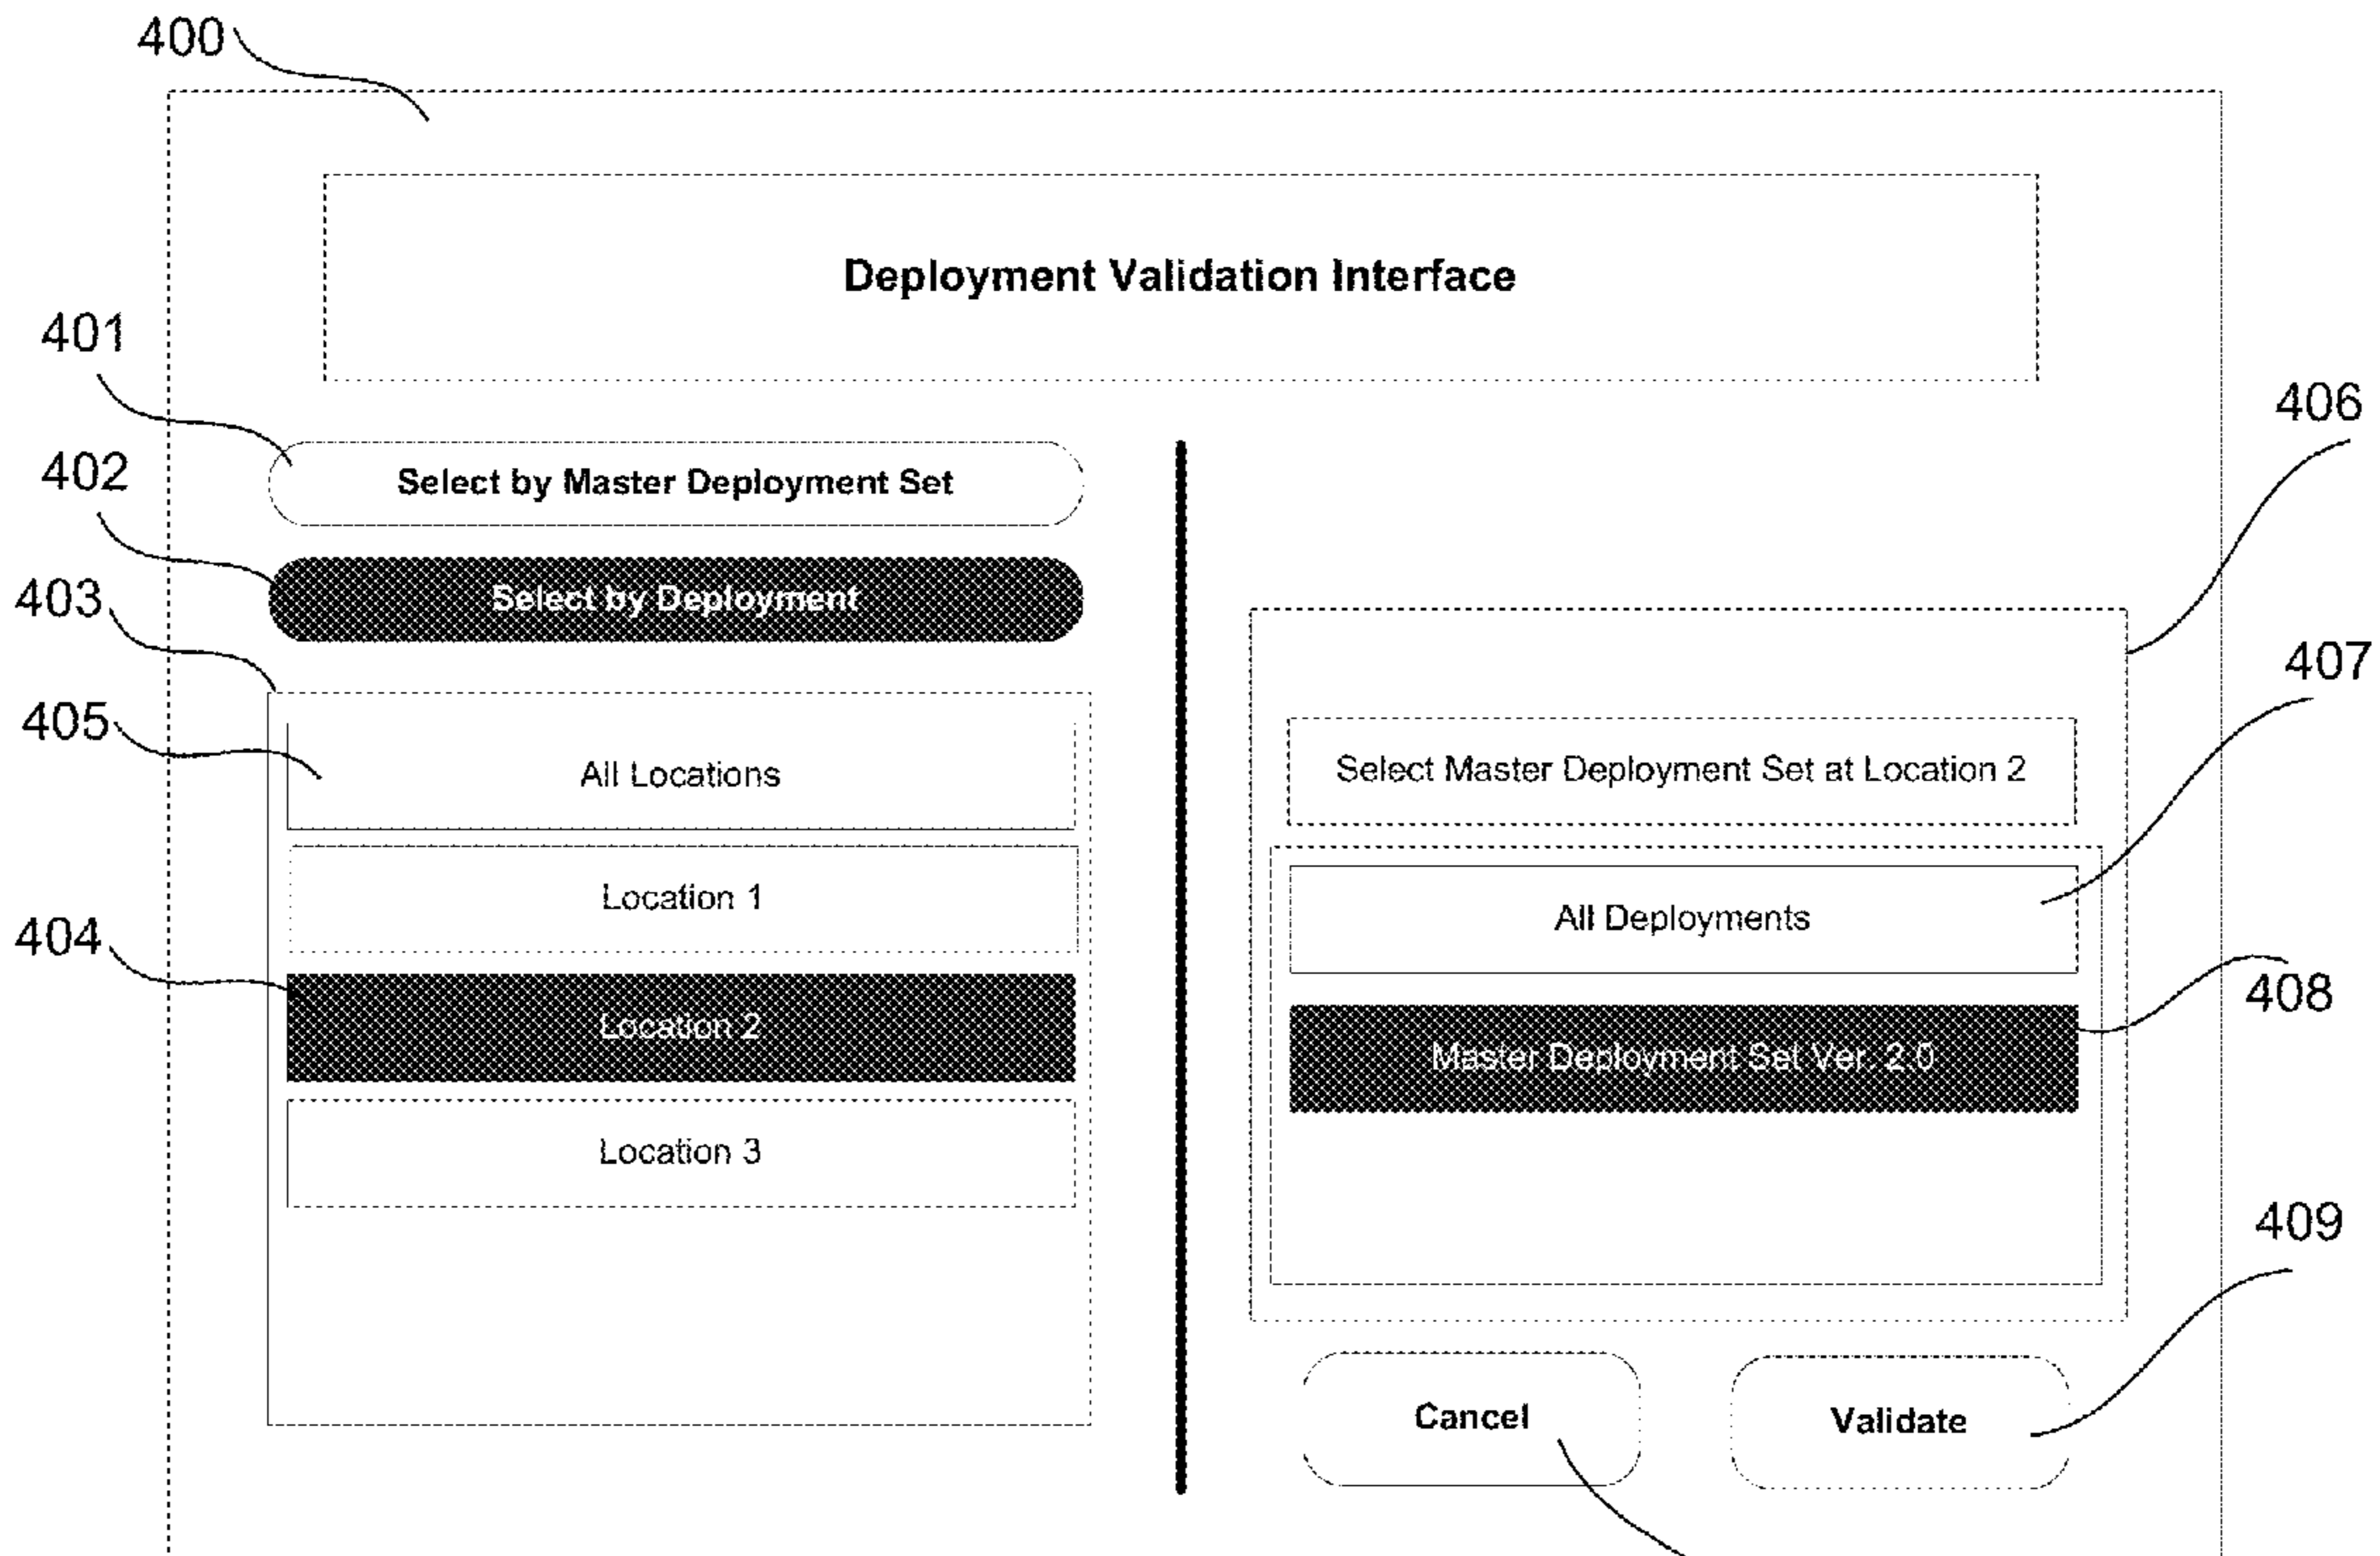 400
Deployment Validation Interface
401
Select by Master Deployment Set
402
Select by Deployment
403
405
All Locations
Location 1
404
Location 2
Location 3
406
407
Select Master Deployment Set at Location 2
All Deployments
408
Master Deployment Set Ver. 2.0
409
Cancel
Validate